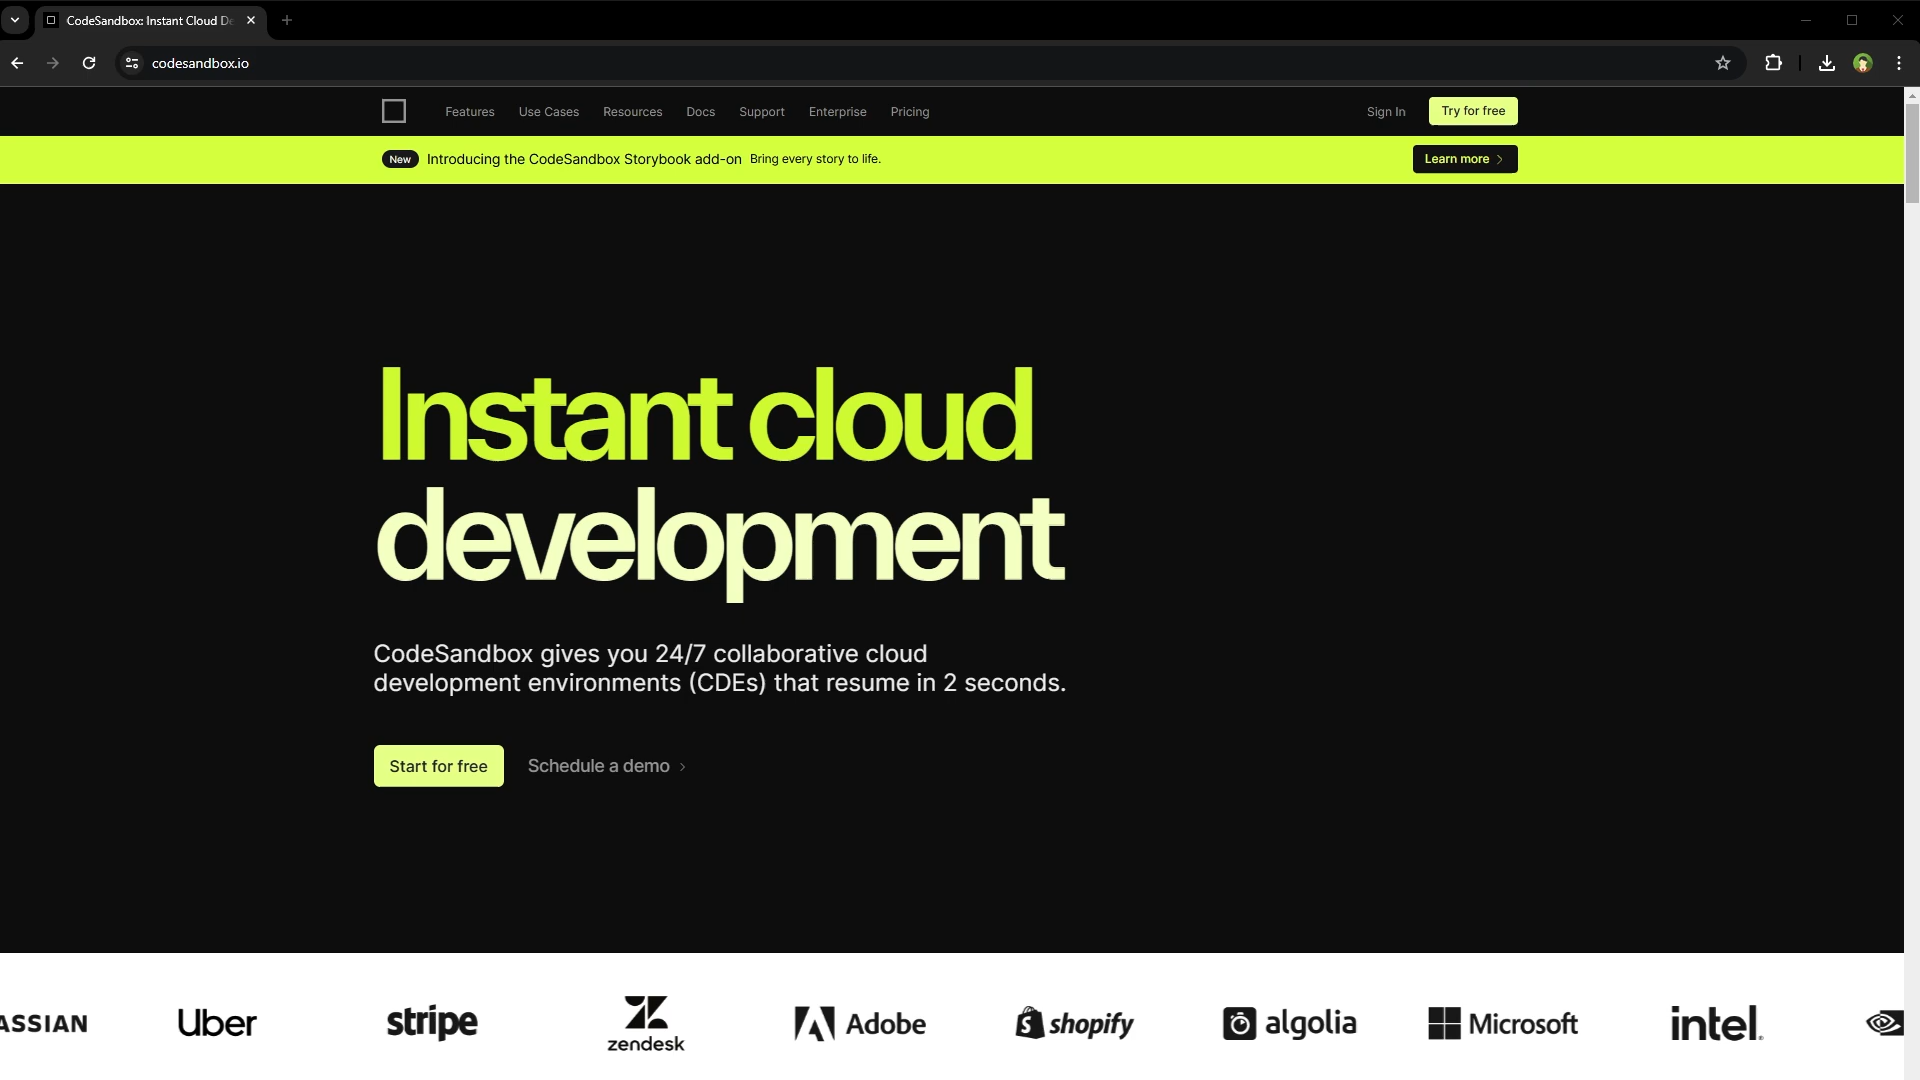 CodeSandbox: Instant Cloud De
codesandbox.io
Features Use Cases Resources Docs Support Enterprise Pricing Sign In Try for free
New Introducing the CodeSandbox Storybook add-on Bring every story to life. Learn more
Instant cloud
development
CodeSandbox gives you 24/7 collaborative cloud
development environments (CDEs) that resume in 2 seconds.
Start for free Schedule a demo
ASSIAN Uber stripe zendesk Adobe shopify algolia Microsoft intel.